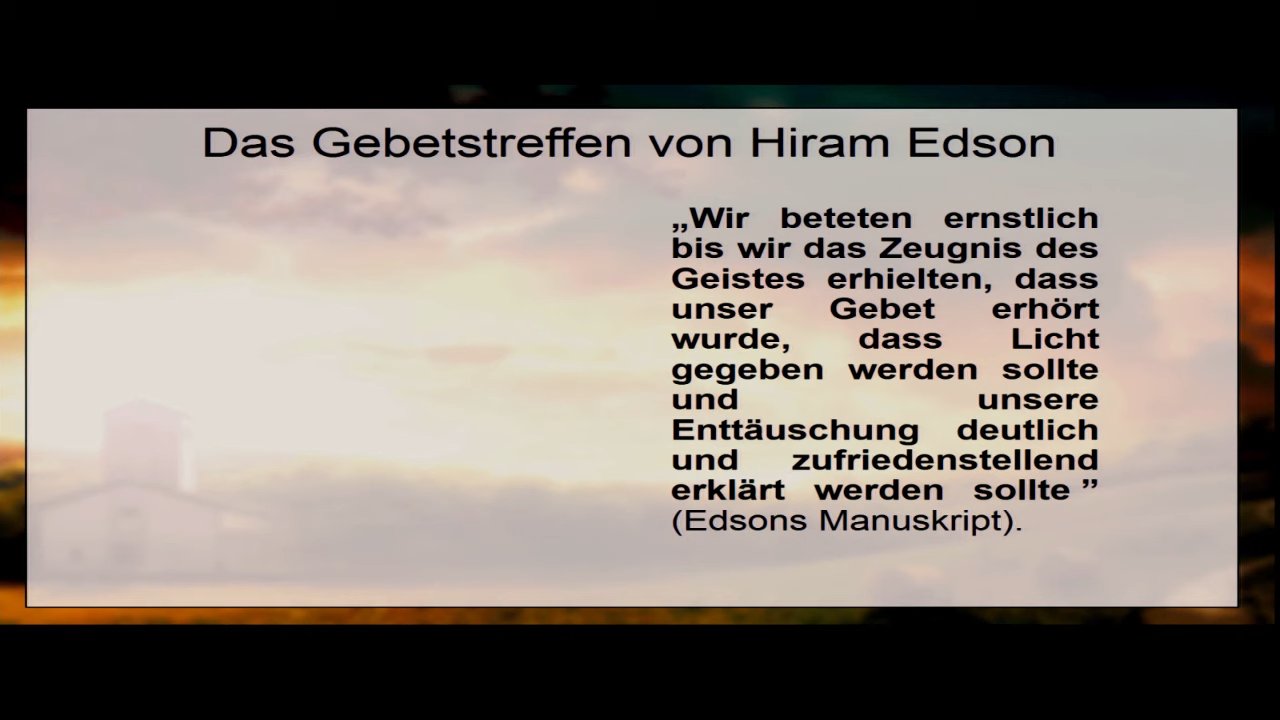 Das Gebetstreffen von Hiram Edson
„Wir beteten ernstlich
bis wir das Zeugnis des
Geistes erhielten, dass
unser Gebet erhört
wurde, dass Licht
gegeben werden sollte
und unsere
Enttäuschung deutlich
und zufriedenstellend
erklärt werden sollte ”
(Edsons Manuskript).